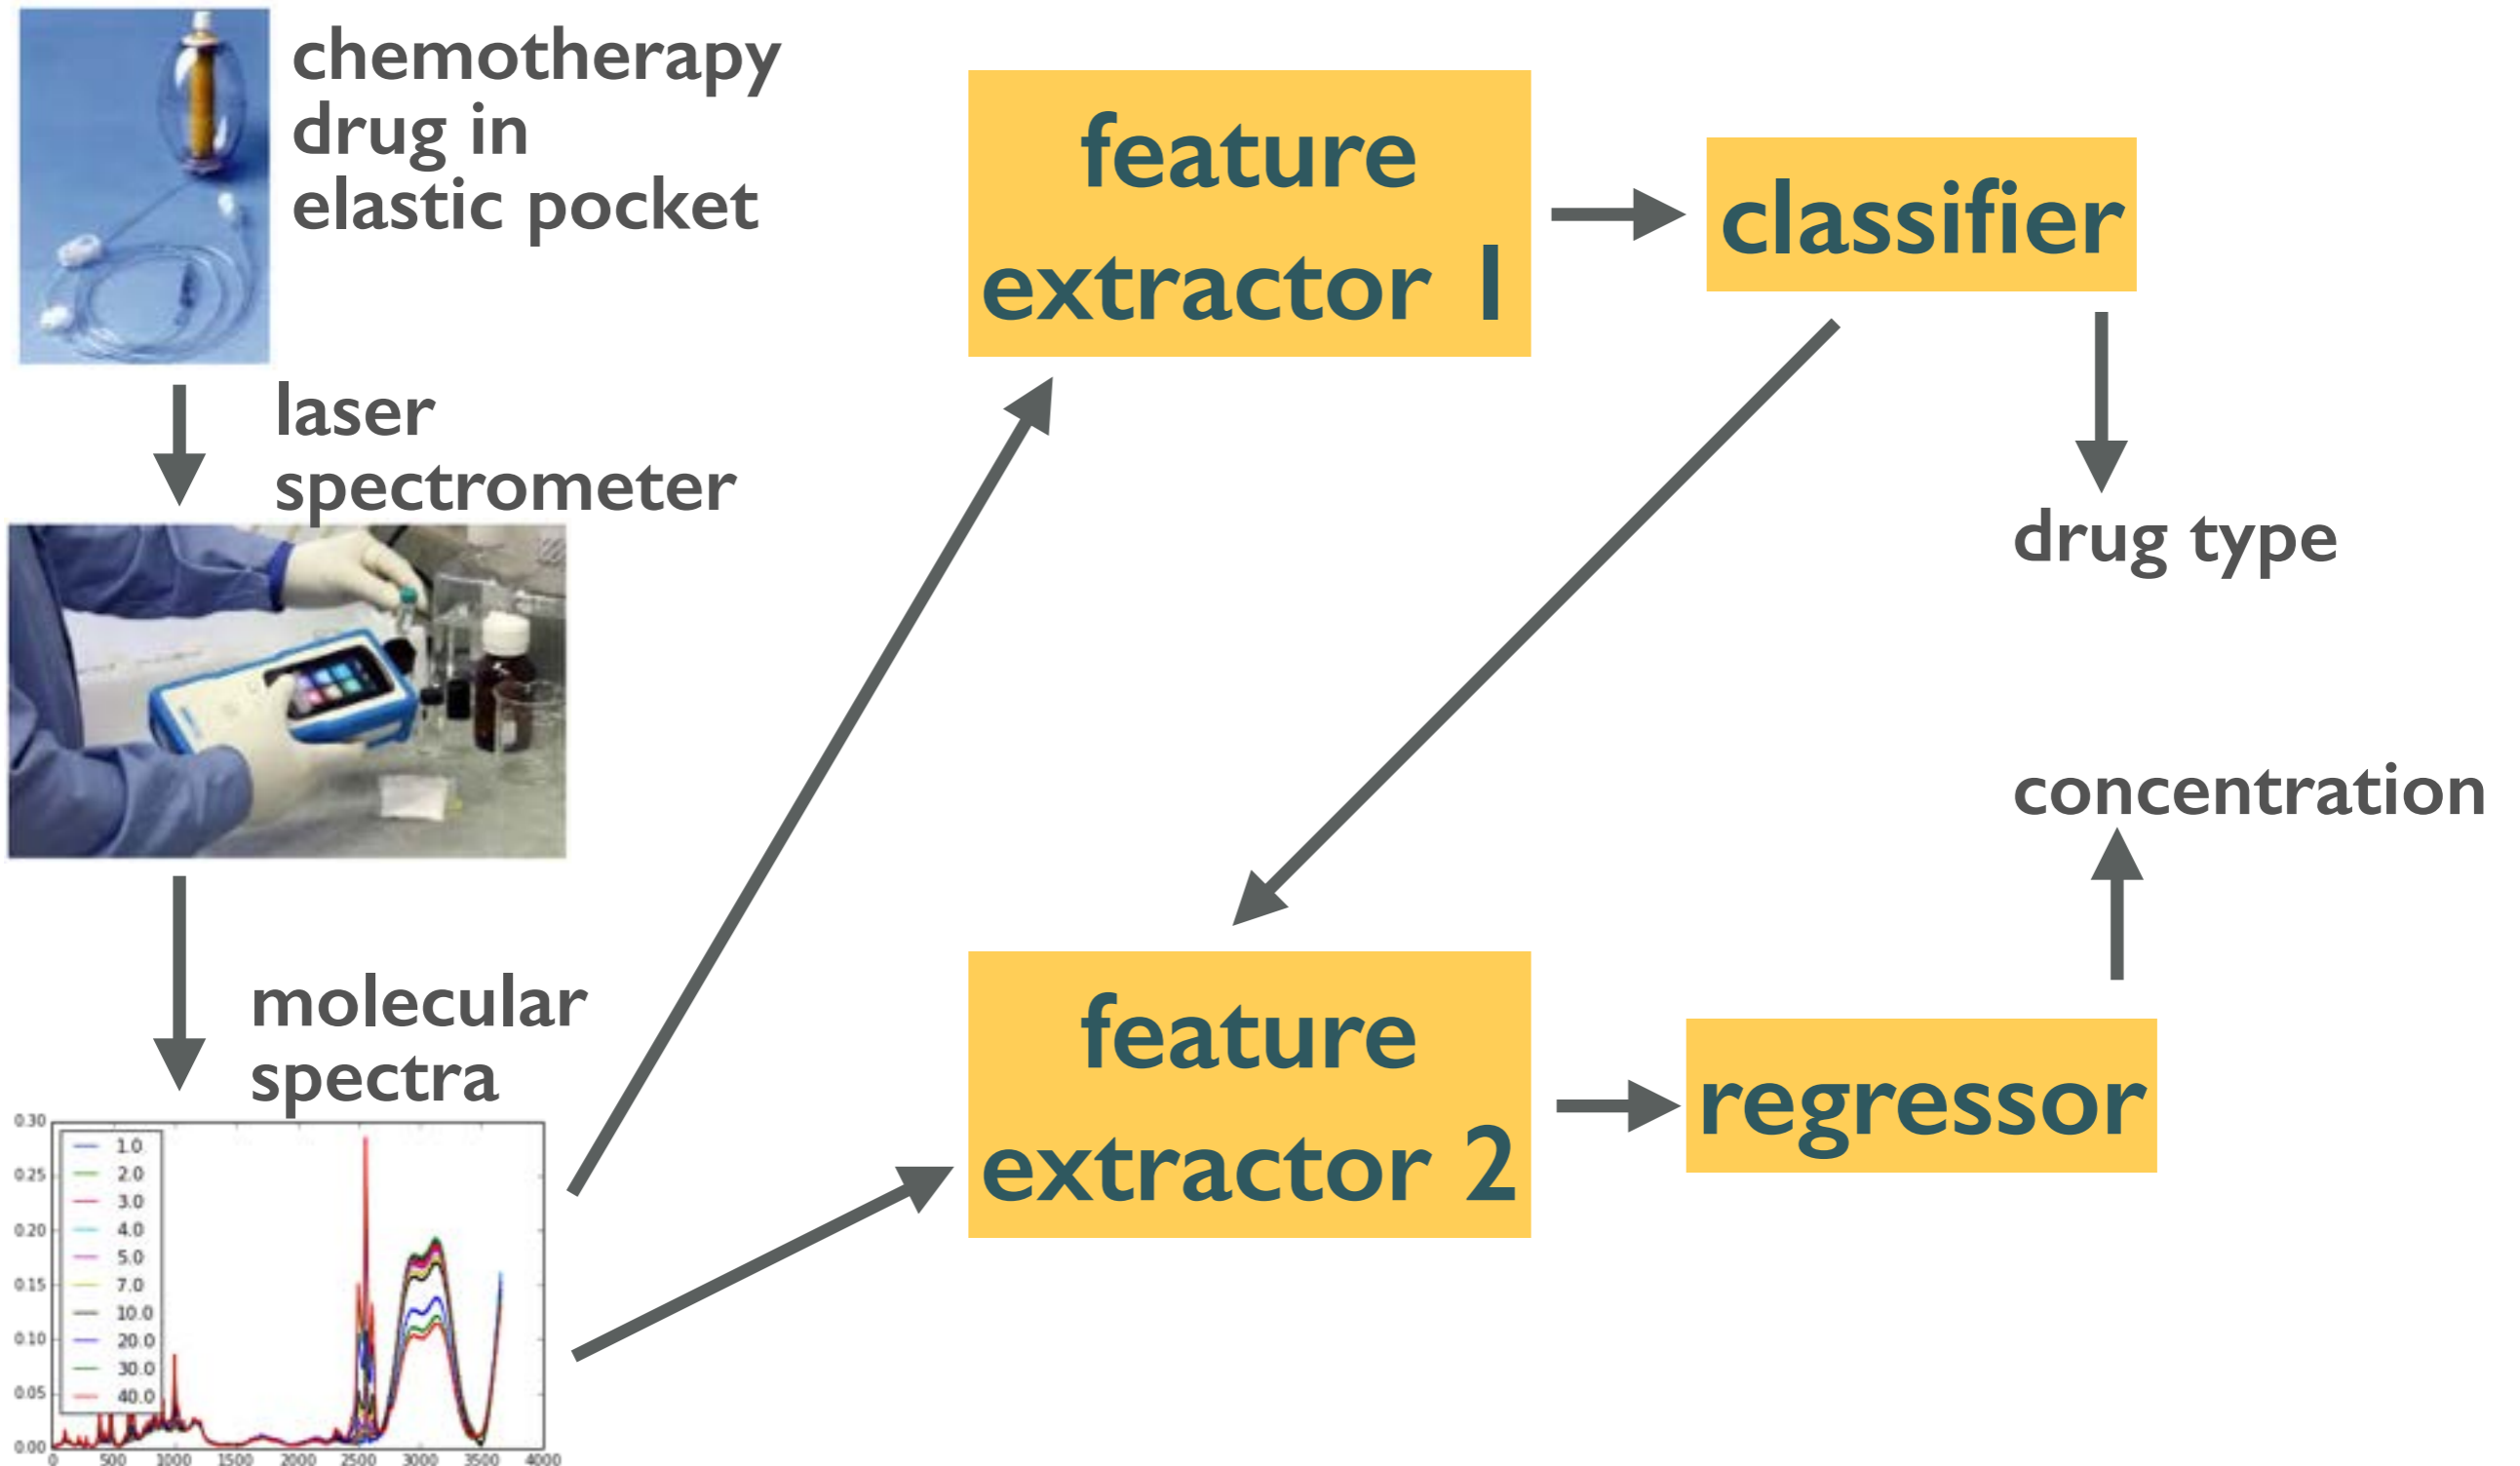 chemotherapy
drug in
elastic pocket
laser
spectrometer
molecular
spectra
0.30
0.25
0.20
0.15
0.10
0.05
0.00
1.0
2.0
3.0
4.0
5.0
7.0
10.0
20.0
30.0
40.0
0 500 1000 1500 2000 2500 3000 3500 4000
feature
extractor 1
classifier
drug type
feature
extractor 2
regressor
concentration